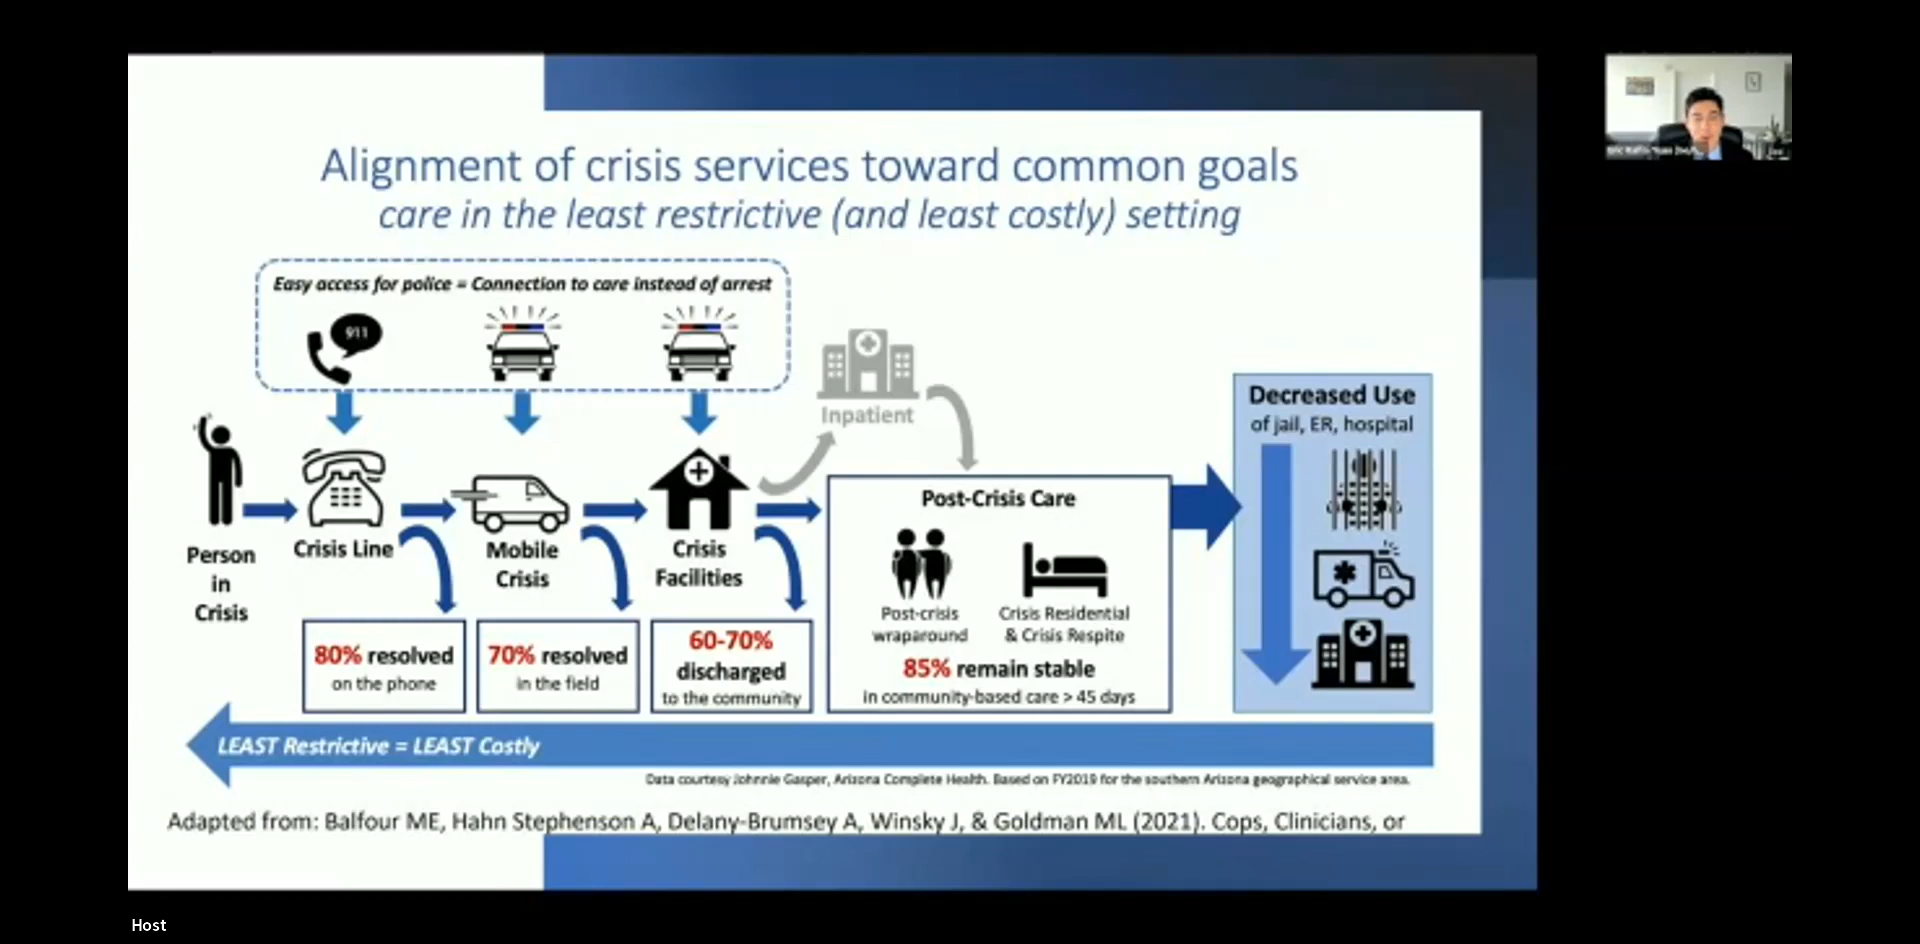 Alignment of crisis services toward common goals
care in the least restrictive (and least costly) setting
Easy access for police = Connection to care instead of arrest
911
Inpatient
Person
in
Crisis
Crisis Line
Mobile
Crisis
Crisis
Facilities
80% resolved
on the phone
70% resolved
in the field
60-70%
discharged
to the community
Post-Crisis Care
Post-crisis
wraparound
Crisis Residential
& Crisis Respite
85% remain stable
in community-based care > 45 days
Decreased Use
of jail, ER, hospital
LEAST Restrictive = LEAST Costly
Data courtesy Johnnie Gasper, Arizona Complete Health. Based on FY2019 for the southern Arizona geographical service area.
Adapted from: Balfour ME, Hahn Stephenson A, Delany-Brumsey A, Winsky J, & Goldman ML (2021). Cops, Clinicians, or
Host